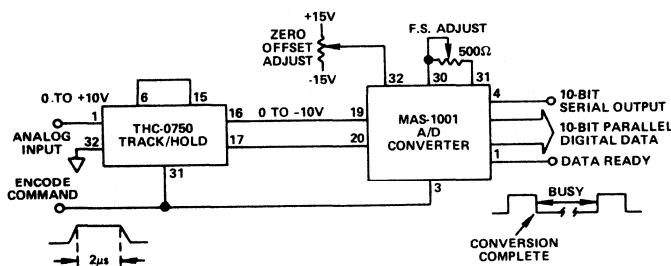 +15V
ZERO
OFFSET
ADJUST
-15V
F.S. ADJUST
500Ω
32
30
31
0 TO +10V
6
15
1
ANALOG
INPUT
32
THC-0750
TRACK/HOLD
16
17
31
0 TO -10V
19
20
MAS-1001
A/D
CONVERTER
3
4
10-BIT
SERIAL OUTPUT
10-BIT PARALLEL
DIGITAL DATA
1
DATA READY
ENCODE
COMMAND
2μs
BUSY
CONVERSION
COMPLETE